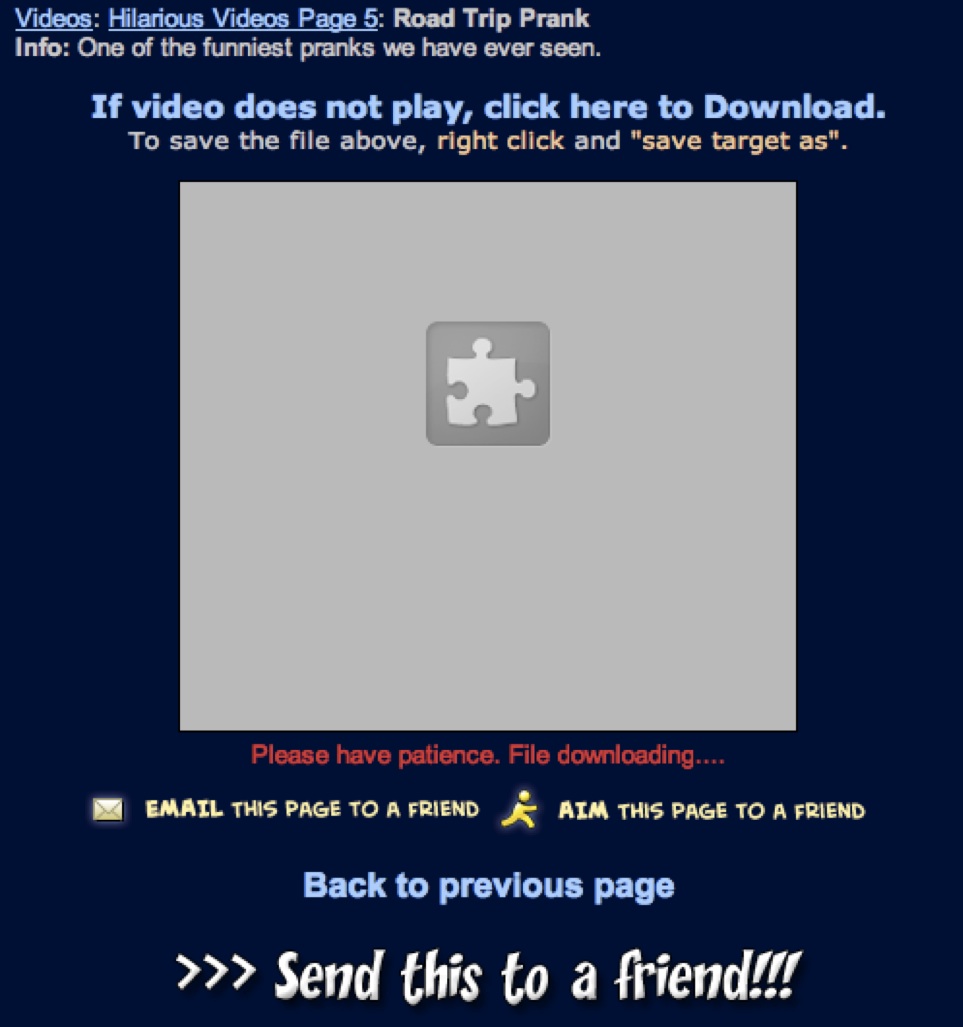 Videos: Hilarious Videos Page 5: Road Trip Prank
Info: One of the funniest pranks we have ever seen.
If video does not play, click here to Download.
To save the file above, right click and "save target as".
Please have patience. File downloading....
EMAIL THIS PAGE TO A FRIEND AIM THIS PAGE TO A FRIEND
Back to previous page
>>> Send this to a friend!!!